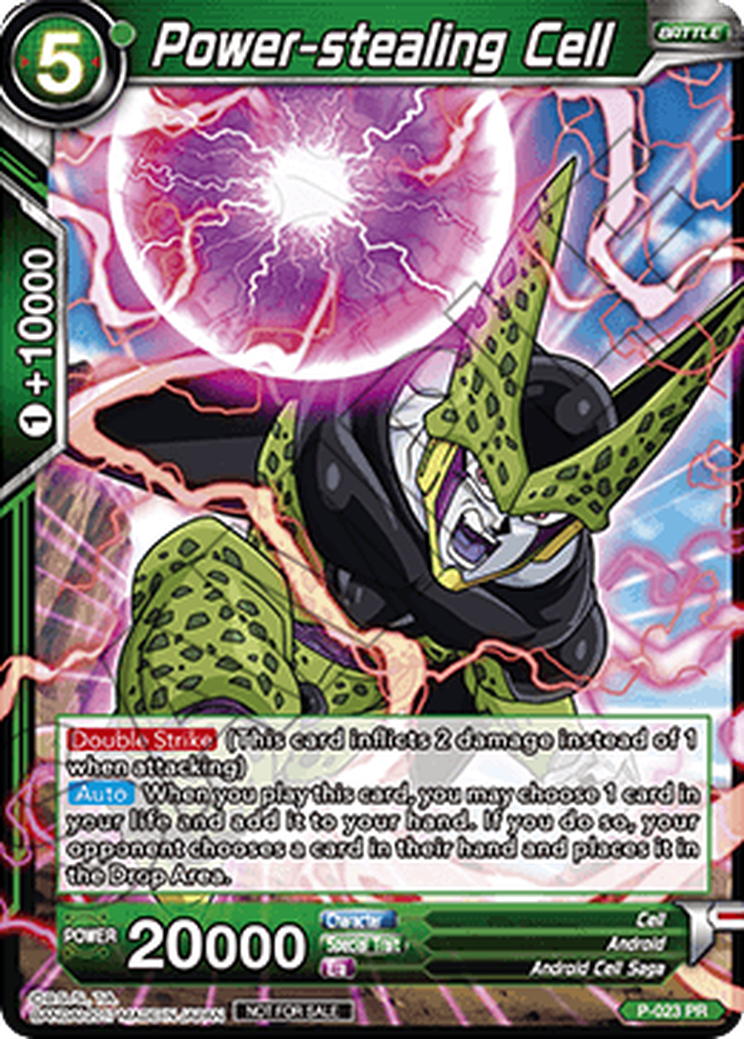 5
Power-stealing Cell
BATTLE
1 +10000
Double Strike (This card inflicts 2 damage instead of 1
when attacking)
Auto When you play this card, you may choose 1 card in
your life and add it to your hand. If you do so, your
opponent chooses a card in their hand and places it in
the Drop Area.
POWER 20000
Character Cell
Special Trait Android
Era Android Cell Saga
NOT FOR SALE
P-023 PR